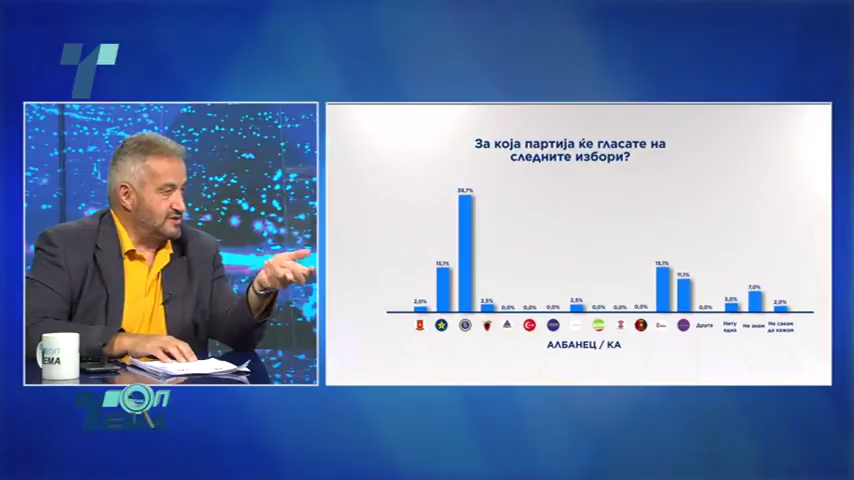 За која партија ќе гласате на
следните избори?
2,0%
15,1%
39,7%
2,5%
0,0%
0,0%
0,0%
2,5%
0,0%
0,0%
0,0%
15,1%
11,1%
0,0%
3,0%
7,0%
2,0%
Друга
Ниту една
Не знам
Не сакам да кажам
АЛБАНЕЦ / КА
ТОП
ТЕМА